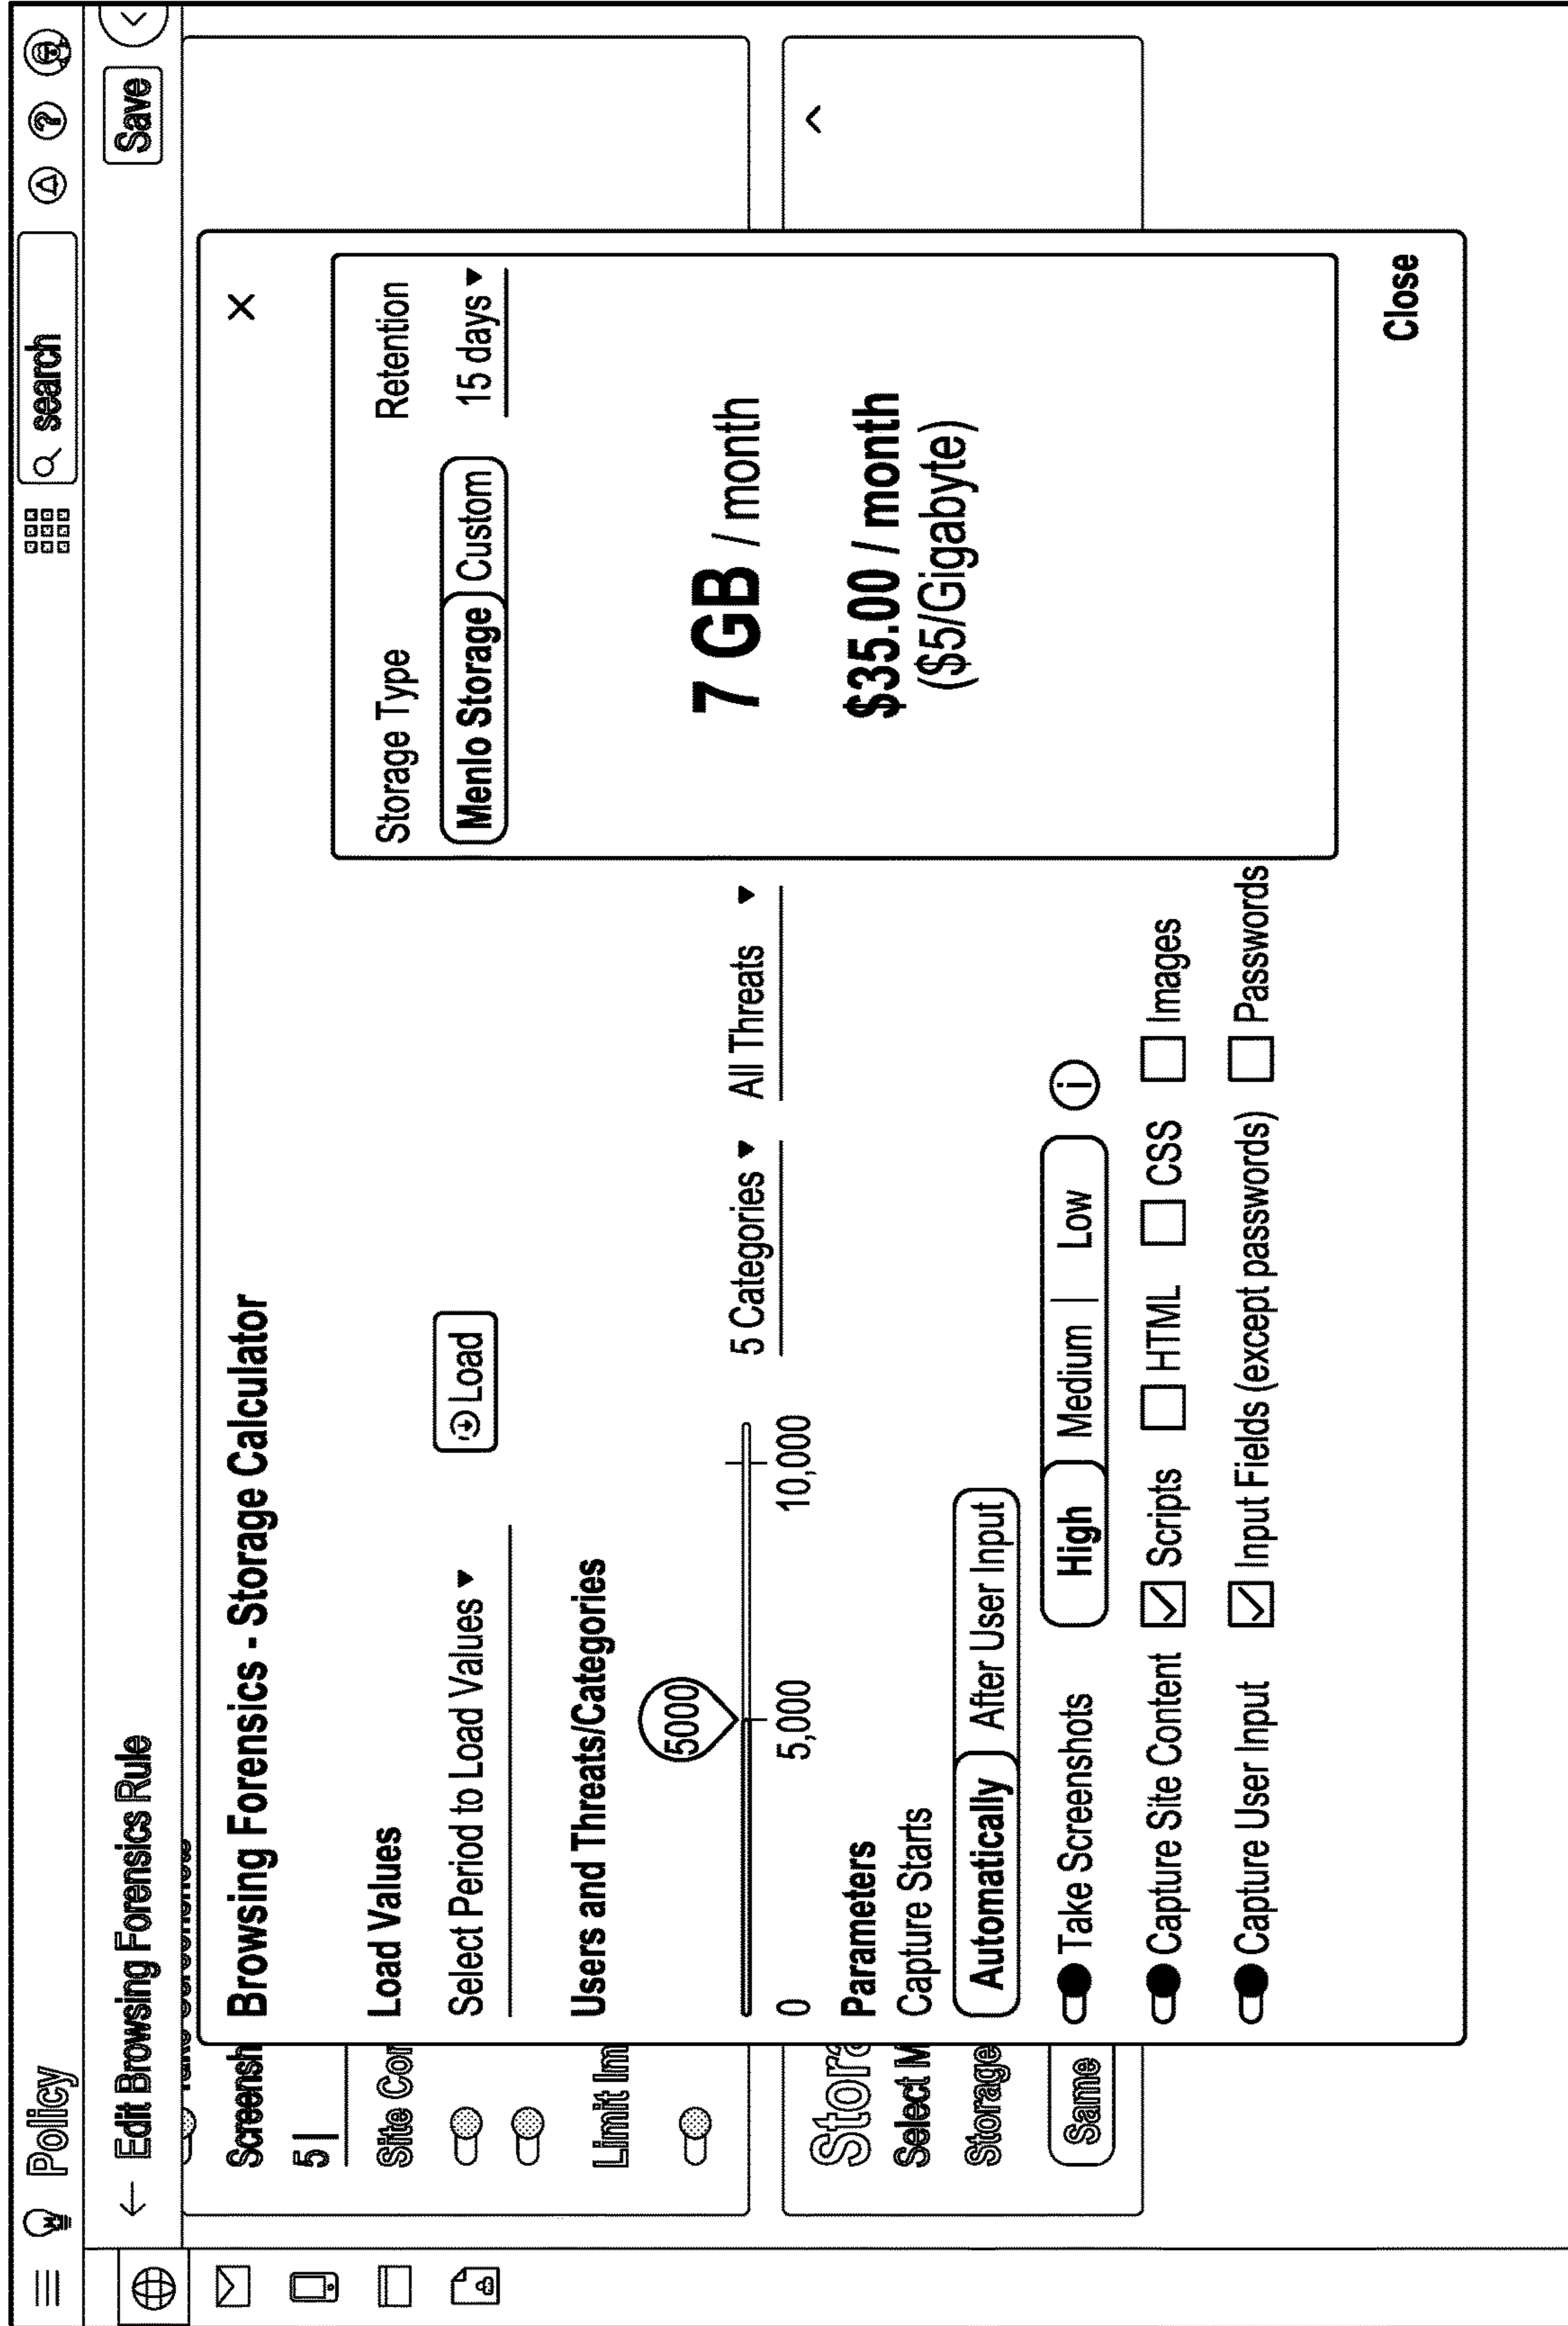 Policy
search
?
← Edit Browsing Forensics Rule
Save
Screensh
5
Site Cor
Limit Im
Stora
Select M
Storage
Same
Browsing Forensics - Storage Calculator
Load Values
Select Period to Load Values
Load
Users and Threats/Categories
5000
0 5,000 10,000
5 Categories
All Threats
Parameters
Capture Starts
Automatically After User Input
Take Screenshots High Medium Low i
Capture Site Content Scripts HTML CSS Images
Capture User Input Input Fields (except passwords) Passwords
Storage Type Retention
Menlo Storage Custom 15 days
7 GB / month
$35.00 / month
($5/Gigabyte)
Close